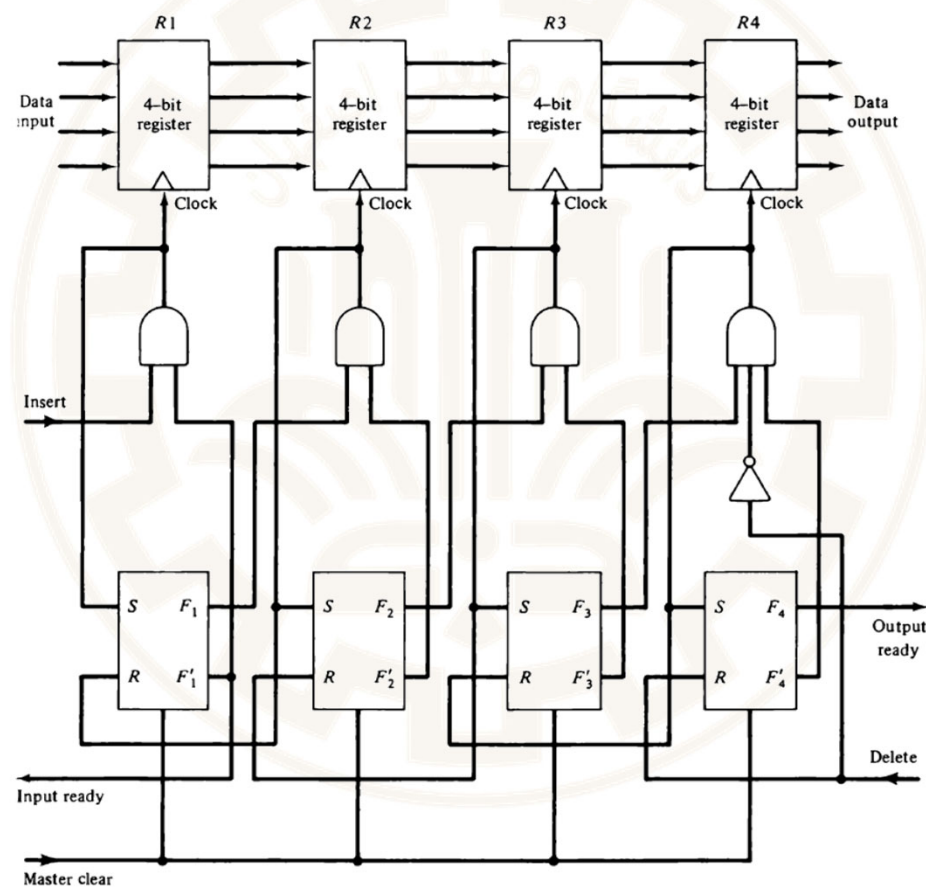 R1 R2 R3 R4
Data input
4-bit register
4-bit register
4-bit register
4-bit register
Data output
Clock Clock Clock Clock
Insert
S F₁ S F₂ S F₃ S F₄
Output ready
R F′₁ R F′₂ R F′₃ R F′₄
Delete
Input ready
Master clear